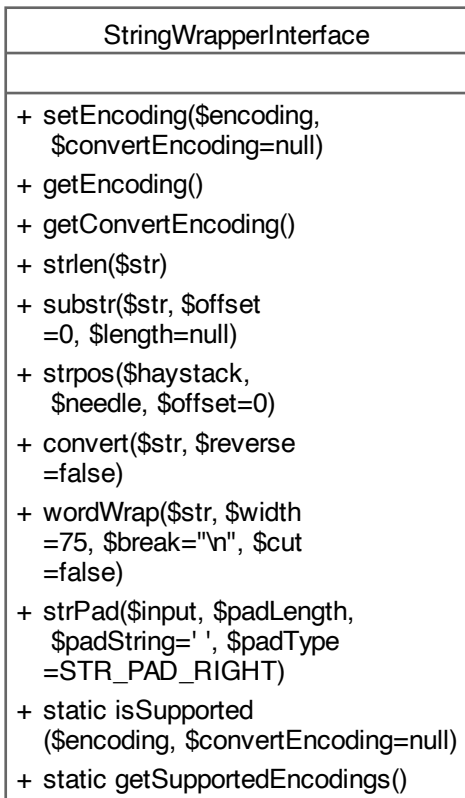 StringWrapperInterface
+ setEncoding($encoding,
$convertEncoding=null)
+ getEncoding()
+ getConvertEncoding()
+ strlen($str)
+ substr($str, $offset
=0, $length=null)
+ strpos($haystack,
$needle, $offset=0)
+ convert($str, $reverse
=false)
+ wordWrap($str, $width
=75, $break="\n", $cut
=false)
+ strPad($input, $padLength,
$padString=' ', $padType
=STR_PAD_RIGHT)
+ static isSupported
($encoding, $convertEncoding=null)
+ static getSupportedEncodings()